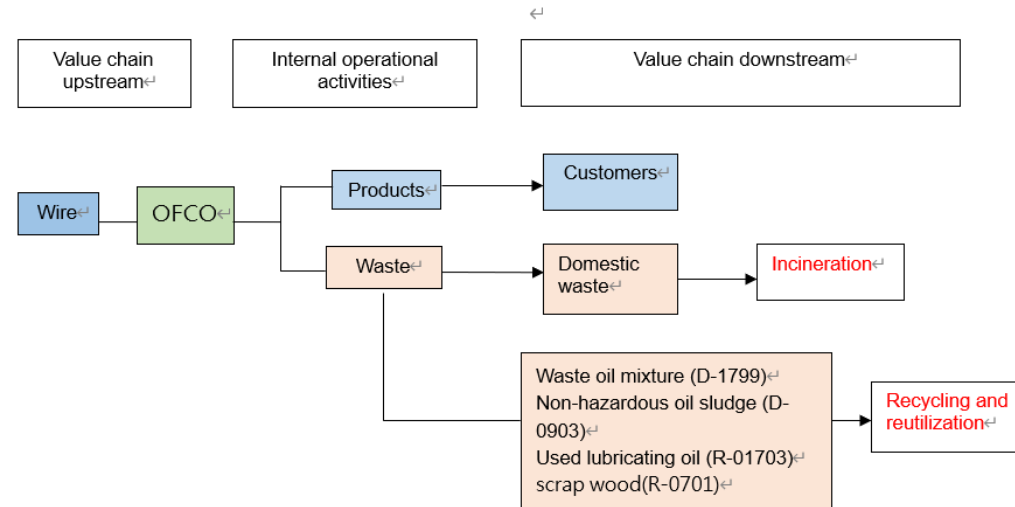 Value chain
upstream
Internal operational
activities
Value chain downstream
Wire
OFCO
Products
Customers
Waste
Domestic
waste
Incineration
Waste oil mixture (D-1799)
Non-hazardous oil sludge (D-
0903)
Used lubricating oil (R-01703)
scrap wood(R-0701)
Recycling and
reutilization